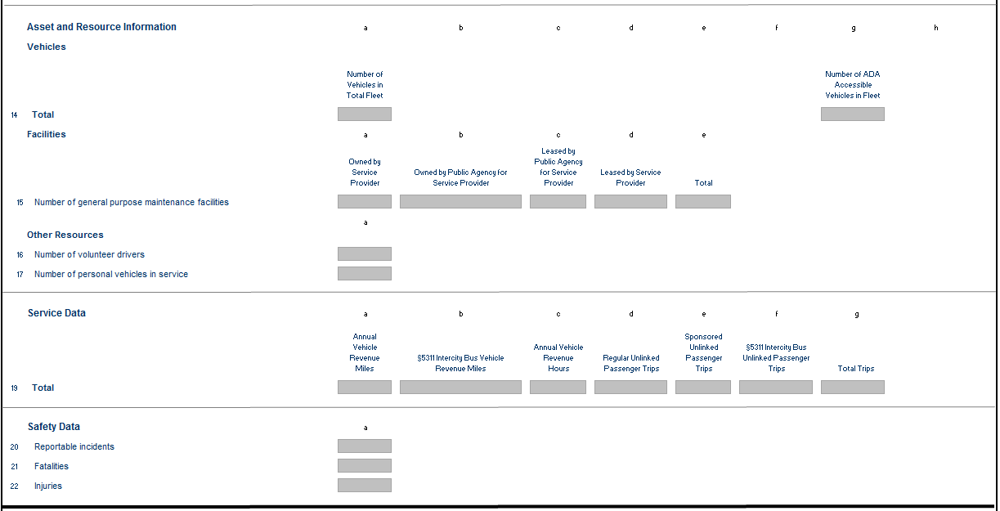 Asset and Resource Information a b c d e f g h
Vehicles
Number of Number of ADA
Vehicles in Accessible
Total Fleet Vehicles in Fleet
14 Total
Facilities a b c d e
Leased by
Owned by Public Agency
Service Owned by Public Agency for for Service Leased by Service
Provider Service Provider Provider Provider Total
15 Number of general purpose maintenance facilities
a
Other Resources
16 Number of volunteer drivers
17 Number of personal vehicles in service
Service Data a b c d e f g
Annual Sponsored
Vehicle Annual Vehicle Unlinked §5311 Intercity Bus
Revenue §5311 Intercity Bus Vehicle Revenue Regular Unlinked Passenger Unlinked Passenger
Miles Revenue Miles Hours Passenger Trips Trips Trips Total Trips
19 Total
Safety Data a
20 Reportable incidents
21 Fatalities
22 Injuries